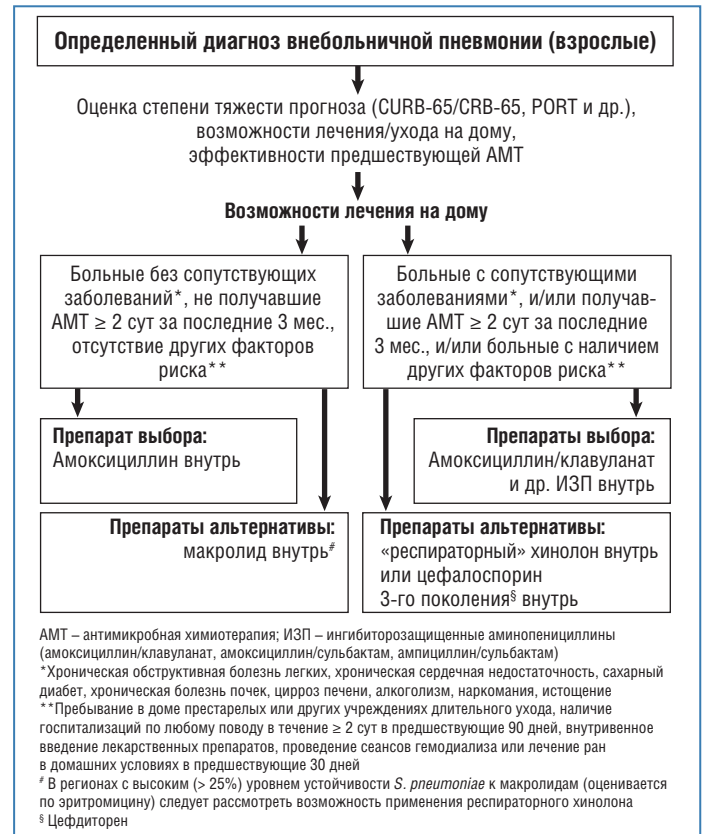 Определенный диагноз внебольничной пневмонии (взрослые)
Оценка степени тяжести прогноза (CURB-65/CRB-65, PORT и др.),
возможности лечения/ухода на дому,
эффективности предшествующей АМТ
Возможности лечения на дому
Больные без сопутствующих
заболеваний*, не получавшие
АМТ ≥ 2 сут за последние 3 мес.,
отсутствие других факторов
риска**
Больные с сопутствующими
заболеваниями*, и/или получав-
шие АМТ ≥ 2 сут за последние
3 мес., и/или больные с наличием
других факторов риска**
Препарат выбора:
Амоксициллин внутрь
Препараты выбора:
Амоксициллин/клавуланат
и др. ИЗП внутрь
Препараты альтернативы:
макролид внутрь#
Препараты альтернативы:
«респираторный» хинолон внутрь
или цефалоспорин
3-го поколения§ внутрь
АМТ – антимикробная химиотерапия; ИЗП – ингибиторозащищенные аминопенициллины
(амоксициллин/клавуланат, амоксициллин/сульбактам, ампициллин/сульбактам)
*Хроническая обструктивная болезнь легких, хроническая сердечная недостаточность, сахарный
диабет, хроническая болезнь почек, цирроз печени, алкоголизм, наркомания, истощение
**Пребывание в доме престарелых или других учреждениях длительного ухода, наличие
госпитализаций по любому поводу в течение ≥ 2 сут в предшествующие 90 дней, внутривенное
введение лекарственных препаратов, проведение сеансов гемодиализа или лечение ран
в домашних условиях в предшествующие 30 дней
# В регионах с высоким (> 25%) уровнем устойчивости S. pneumoniae к макролидам (оценивается
по эритромицину) следует рассмотреть возможность применения респираторного хинолона
§ Цефдиторен